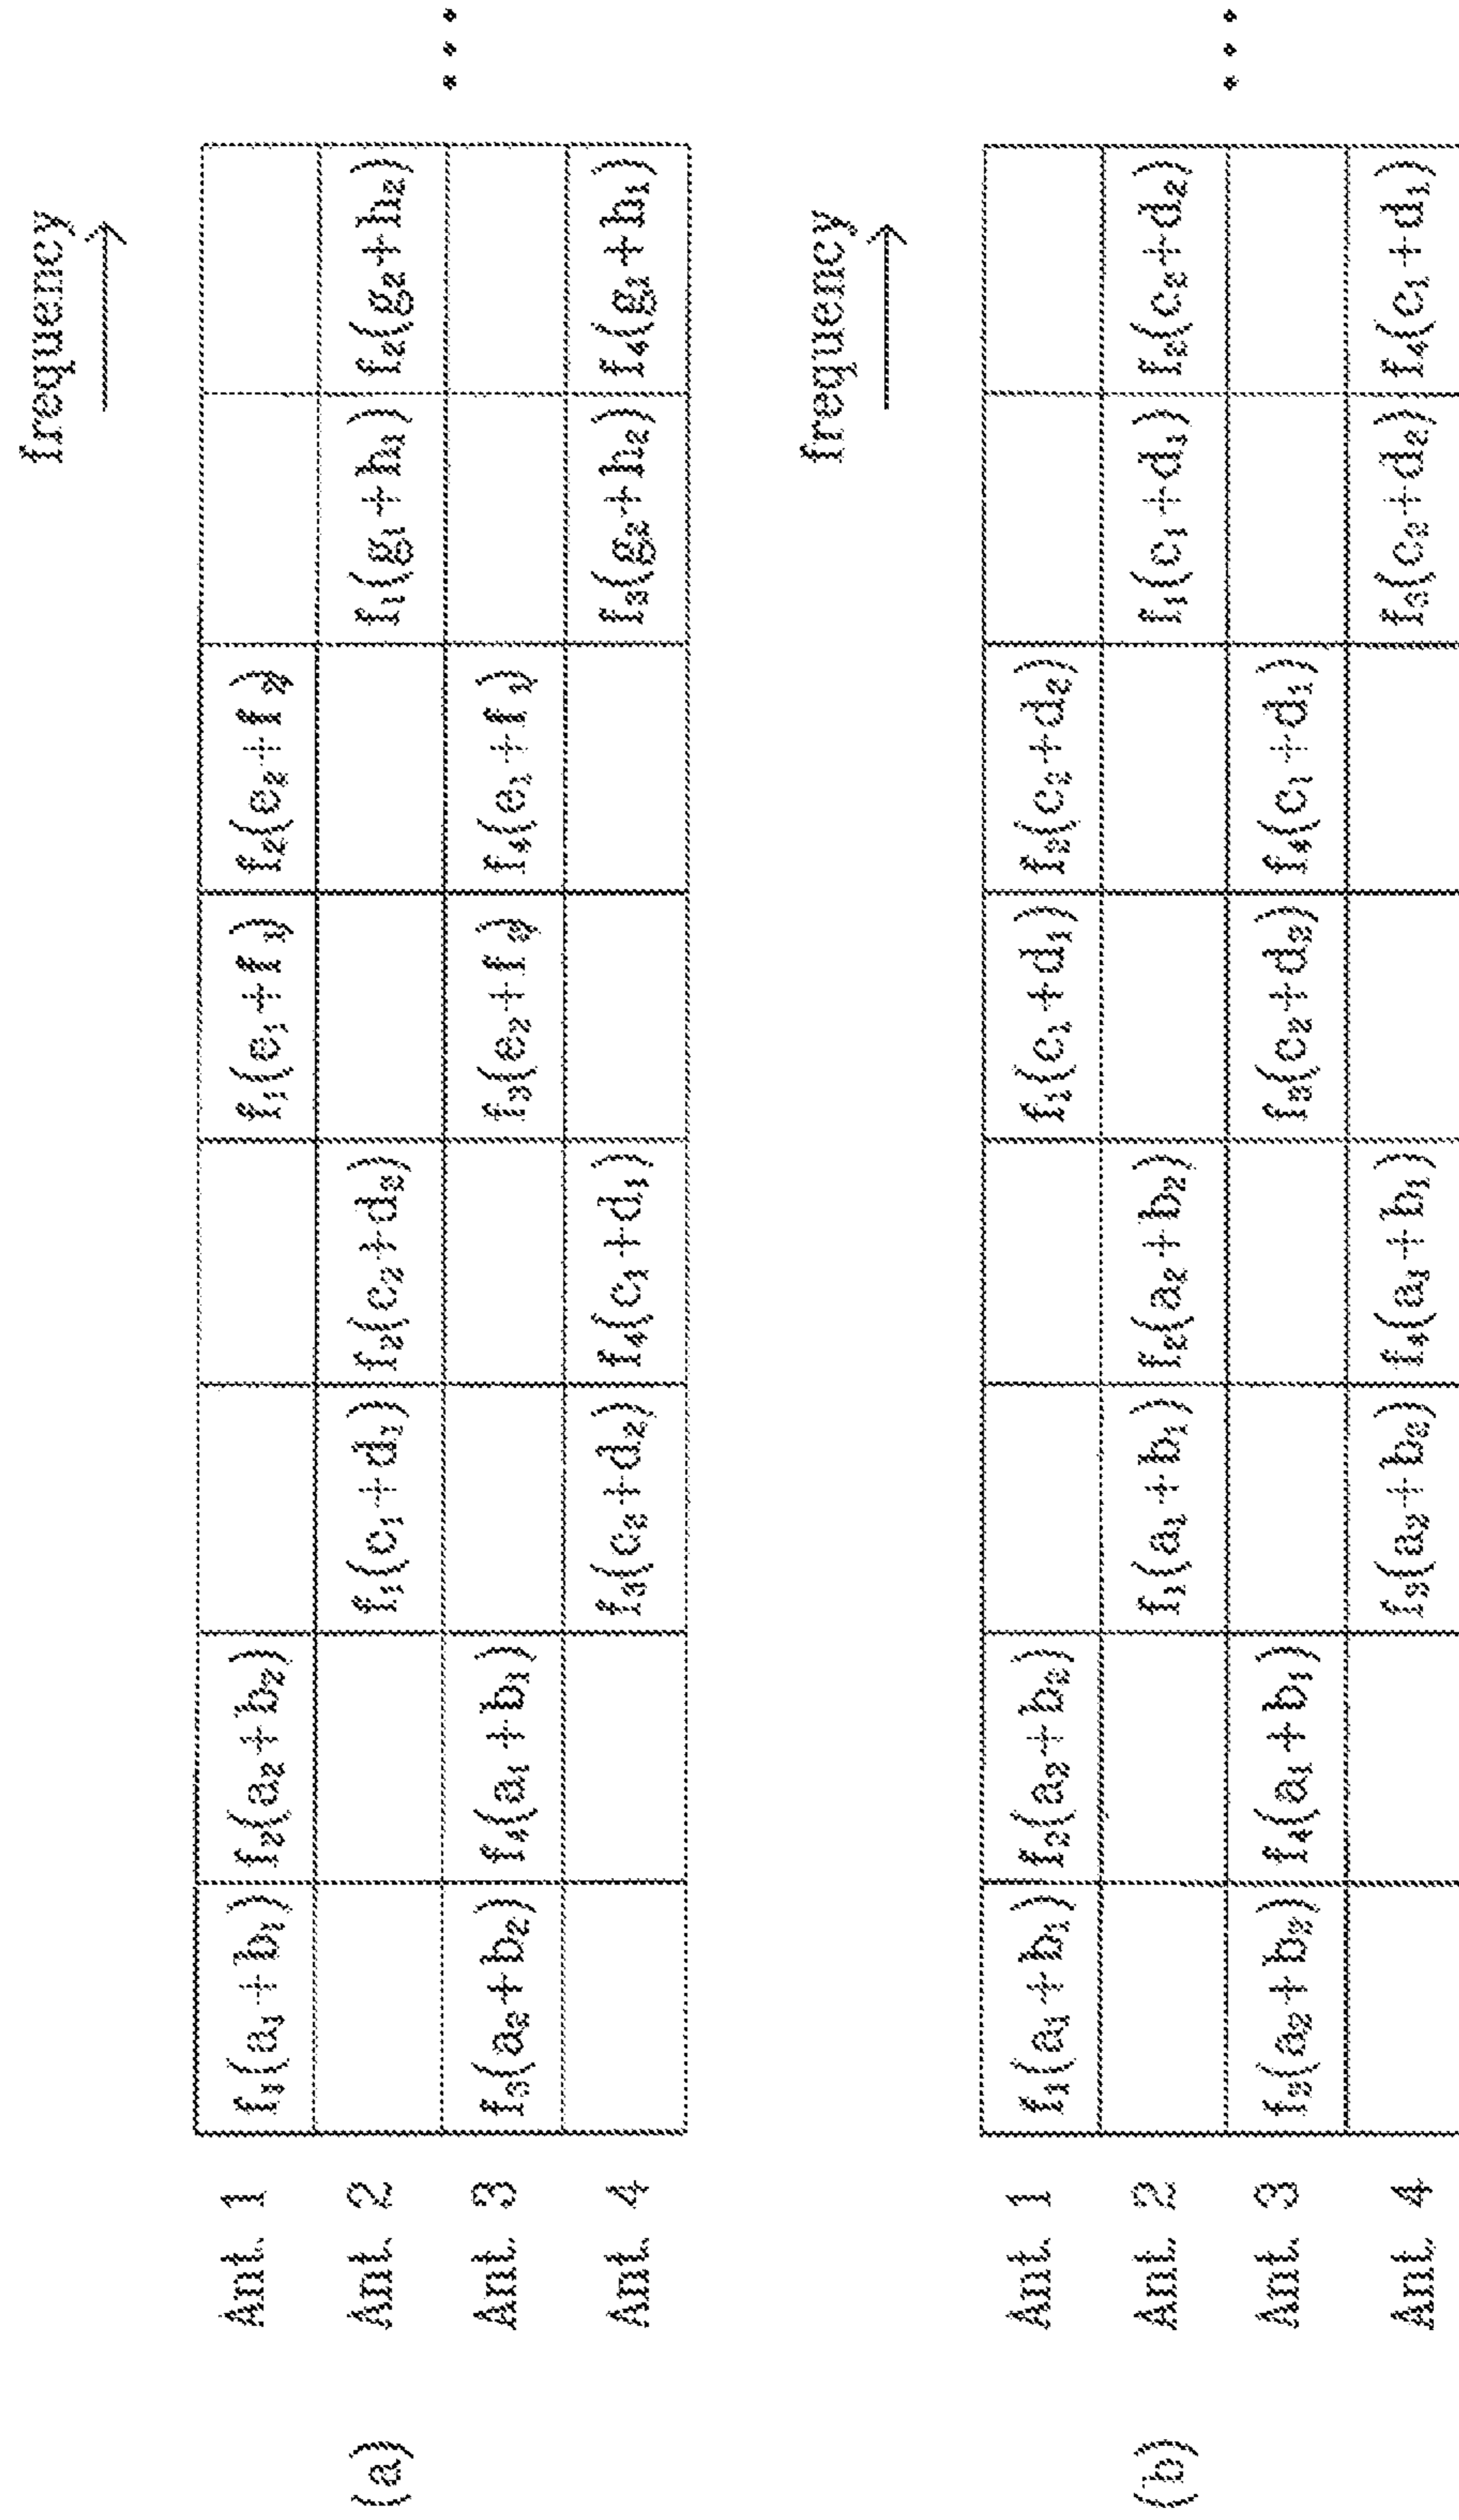 frequency
Ant. 1 f₁(a₁+b₁) f₂(a₂+b₂) f₁(e₁+f₁) f₂(e₂+f₂)
Ant. 2 f₁(c₁+d₁) f₂(c₂+d₂) f₁(g₁+h₁) f₂(g₂+h₂)
(a)
Ant. 3 f₃(a₂+b₂) f₄(a₁+b₁) f₃(e₂+f₂) f₄(e₁+f₁)
Ant. 4 f₃(c₂+d₂) f₄(c₁+d₁) f₃(g₂+h₂) f₄(g₁+h₁)
frequency
Ant. 1 f₁(a₁+b₁) f₂(a₂+b₂) f₁(c₁+d₁) f₂(c₂+d₂)
Ant. 2 f₁(a₁+b₁) f₂(a₂+b₂) f₁(c₁+d₁) f₂(c₂+d₂)
(b)
Ant. 3 f₃(a₂+b₂) f₄(a₁+b₁) f₃(c₂+d₂) f₄(c₁+d₁)
Ant. 4 f₃(a₂+b₂) f₄(a₁+b₁) f₃(c₂+d₂) f₄(c₁+d₁)